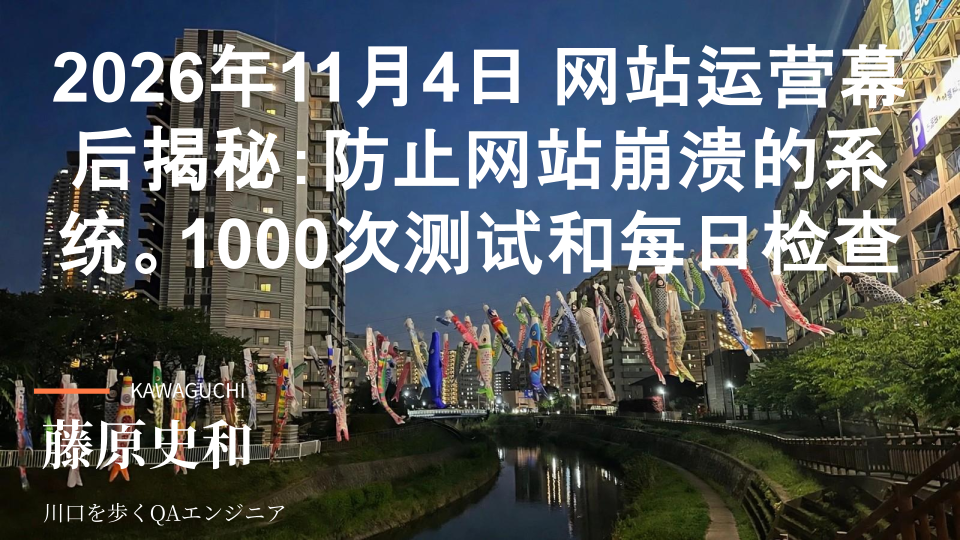 2026年11月4日 网站运营幕
后揭秘:防止网站崩溃的系
统。1000次测试和每日检查
KAWAGUCHI
藤原史和
川口を歩くQAエンジニア